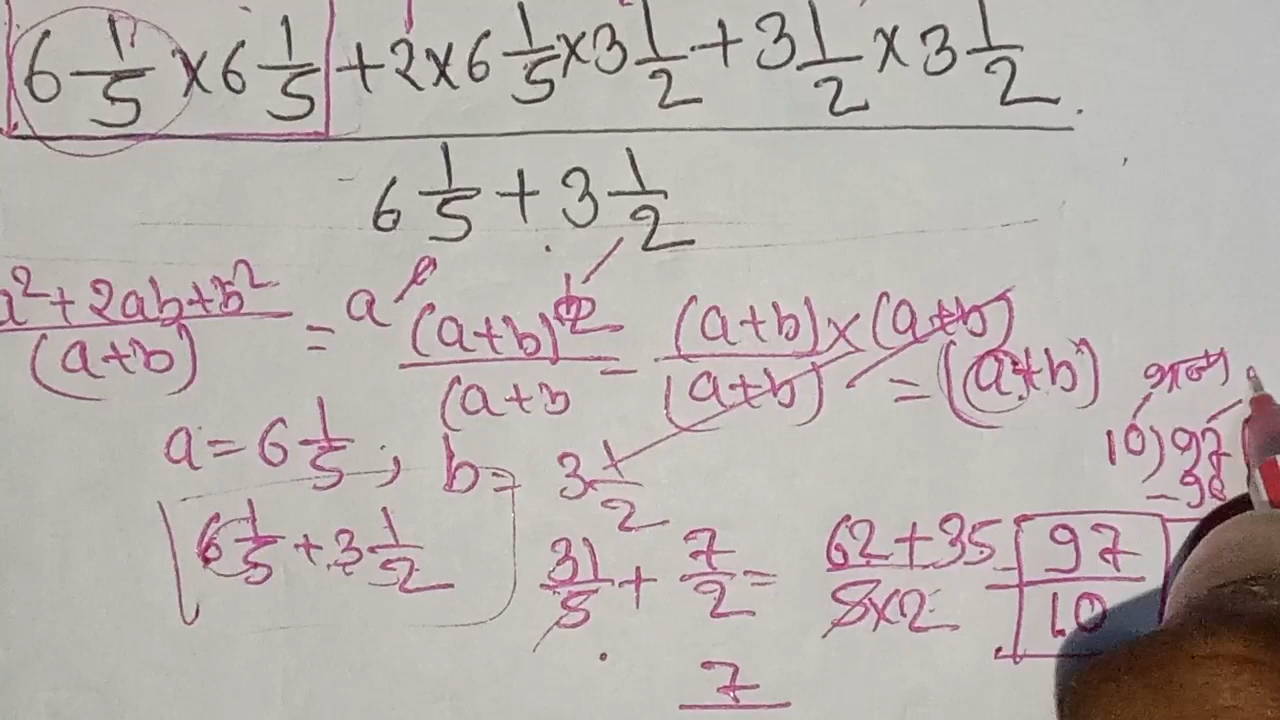 6 1/5 × 6 1/5 + 2 × 6 1/5 × 3 1/2 + 3 1/2 × 3 1/2
6 1/5 + 3 1/2
a² + 2ab + b² / (a+b) = a (a+b)² / (a+b = (a+b) × (a+b) / (a+b) = (a+b)
a = 6 1/5 ; b = 3 1/2
10) 97
6 1/5 + 3 1/2
31/5 + 7/2 = 62+35 / 5×2 = 97/10
7